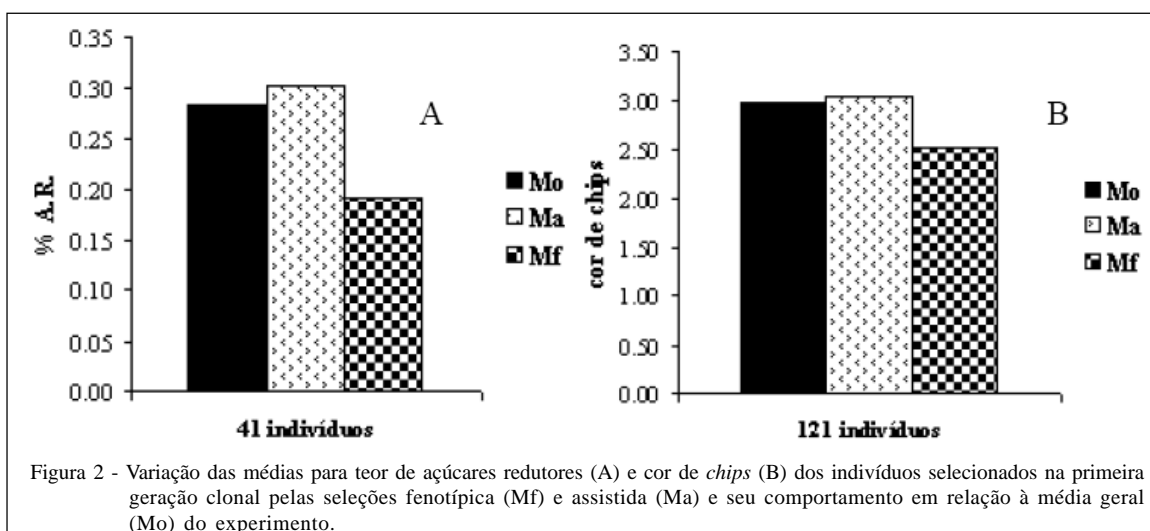 0.35
0.30
0.25
0.20
0.15
0.10
0.05
0.00
% A.R.
A
Mo
Ma
Mf
41 indivíduos
3.50
3.00
2.50
2.00
1.50
1.00
0.50
0.00
cor de chips
B
Mo
Ma
Mf
121 indivíduos
Figura 2 - Variação das médias para teor de açúcares redutores (A) e cor de chips (B) dos indivíduos selecionados na primeira
geração clonal pelas seleções fenotípica (Mf) e assistida (Ma) e seu comportamento em relação à média geral
(Mo) do experimento.